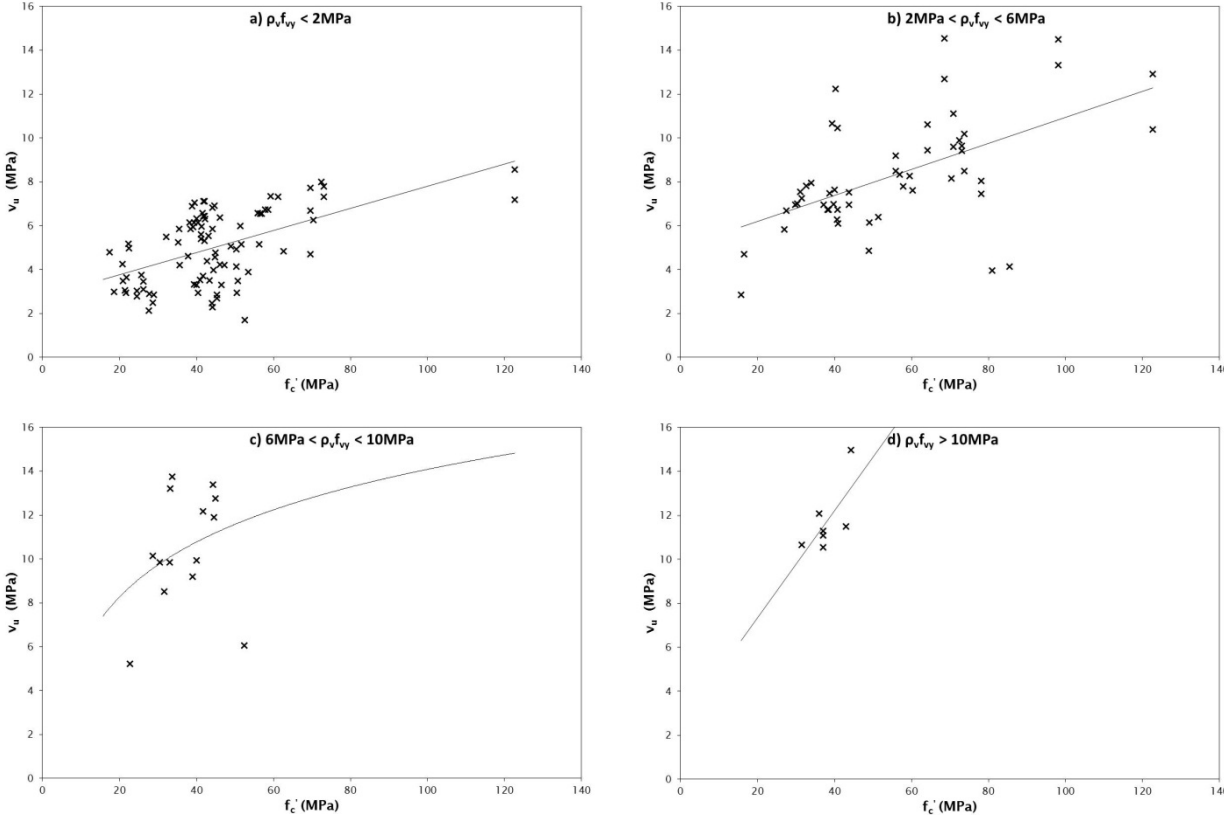 a) ρvfvy < 2MPa
16
14
12
10
8
6
4
2
0
vu (MPa)
0 20 40 60 80 100 120 140
fc' (MPa)
b) 2MPa < ρvfvy < 6MPa
16
14
12
10
8
6
4
2
0
vu (MPa)
0 20 40 60 80 100 120 140
fc' (MPa)
c) 6MPa < ρvfvy < 10MPa
16
14
12
10
8
6
4
2
0
vu (MPa)
0 20 40 60 80 100 120 140
fc' (MPa)
d) ρvfvy > 10MPa
16
14
12
10
8
6
4
2
0
vu (MPa)
0 20 40 60 80 100 120 140
fc' (MPa)